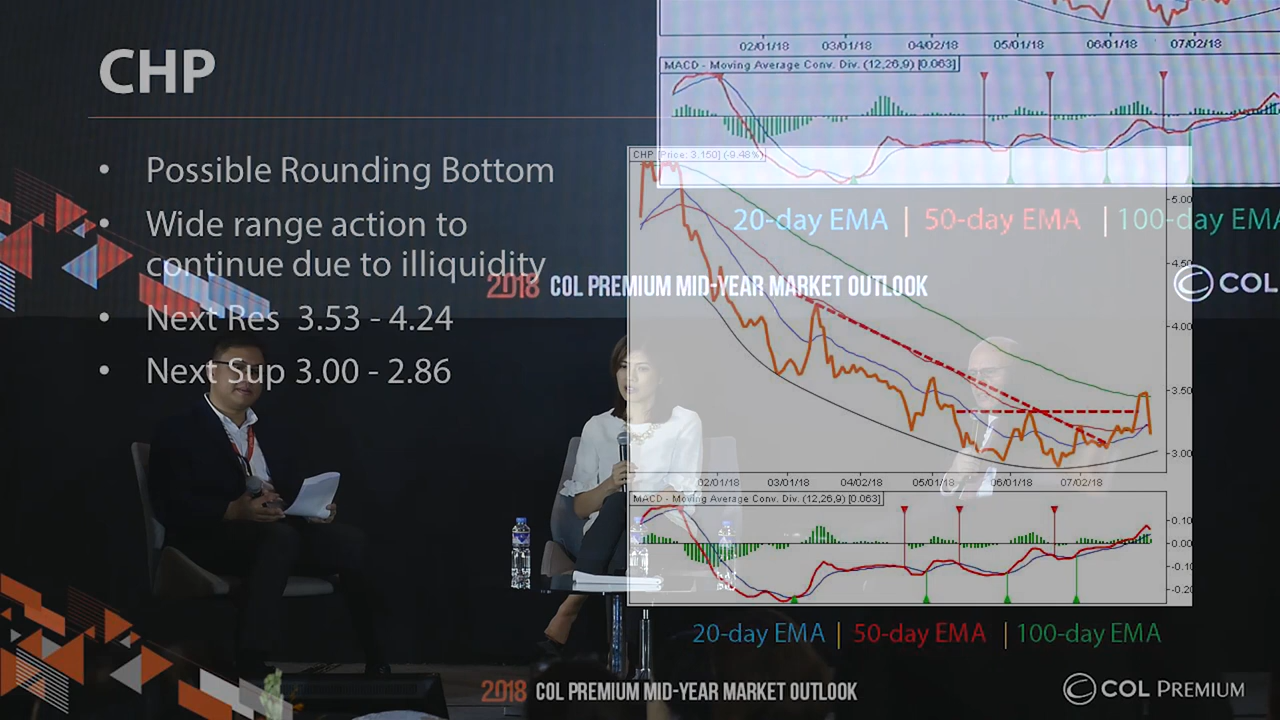 CHP
• Possible Rounding Bottom
• Wide range action to
continue due to illiquidity
• Next Res 3.53 - 4.24
• Next Sup 3.00 - 2.86
02/01/18 03/01/18 04/02/18 05/01/18 06/01/18 07/02/18
MACD - Moving Average Conv. Div. (12,26,9) [0.063]
CHP [Price: 3.150] (-9.48%)
5.00
4.50
4.00
3.50
3.00
20-day EMA | 50-day EMA | 100-day EMA
2018 COL PREMIUM MID-YEAR MARKET OUTLOOK
COL
02/01/18 03/01/18 04/02/18 05/01/18 06/01/18 07/02/18
MACD - Moving Average Conv. Div. (12,26,9) [0.063]
0.10
0.00
-0.10
-0.20
20-day EMA | 50-day EMA | 100-day EMA
2018 COL PREMIUM MID-YEAR MARKET OUTLOOK
COL PREMIUM